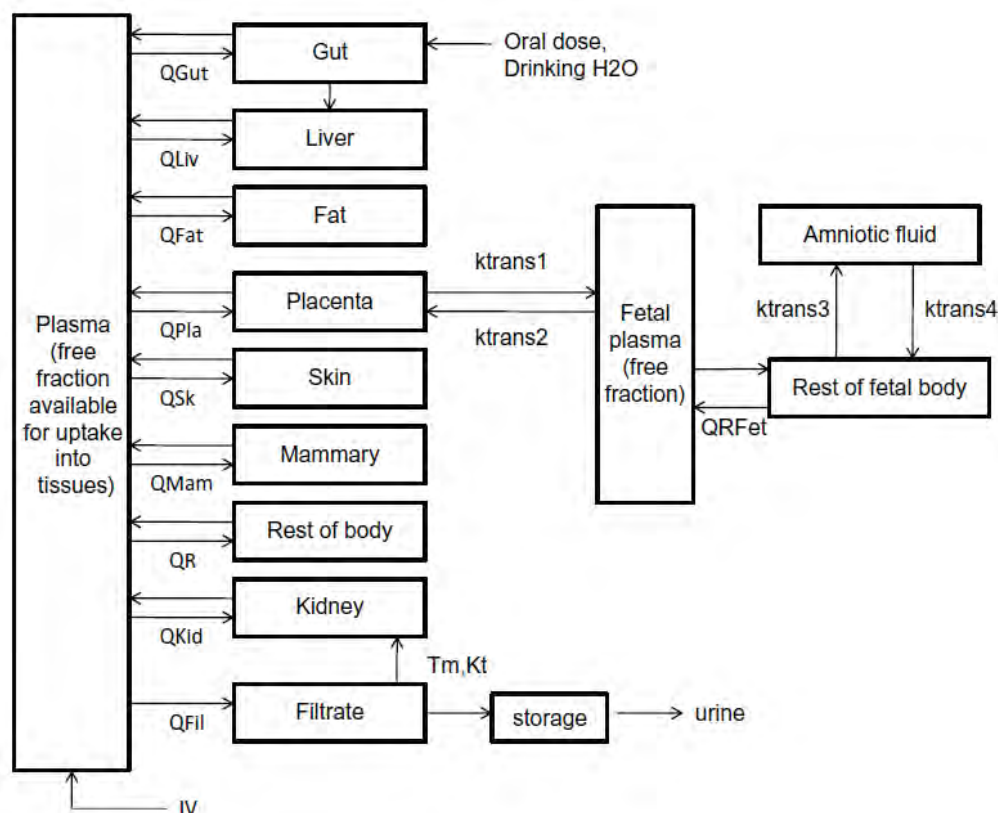 Gut
Oral dose,
Drinking H2O
QGut
Liver
QLiv
Fat
QFat
Amniotic fluid
ktrans1
Placenta
ktrans2
QPla
ktrans3
ktrans4
Plasma
(free
fraction
available
for uptake
into
tissues)
Fetal
plasma
(free
fraction)
Skin
QSk
Rest of fetal body
QRFet
Mammary
QMam
Rest of body
QR
Kidney
QKid
Tm,Kt
Filtrate
QFil
storage
urine
IV